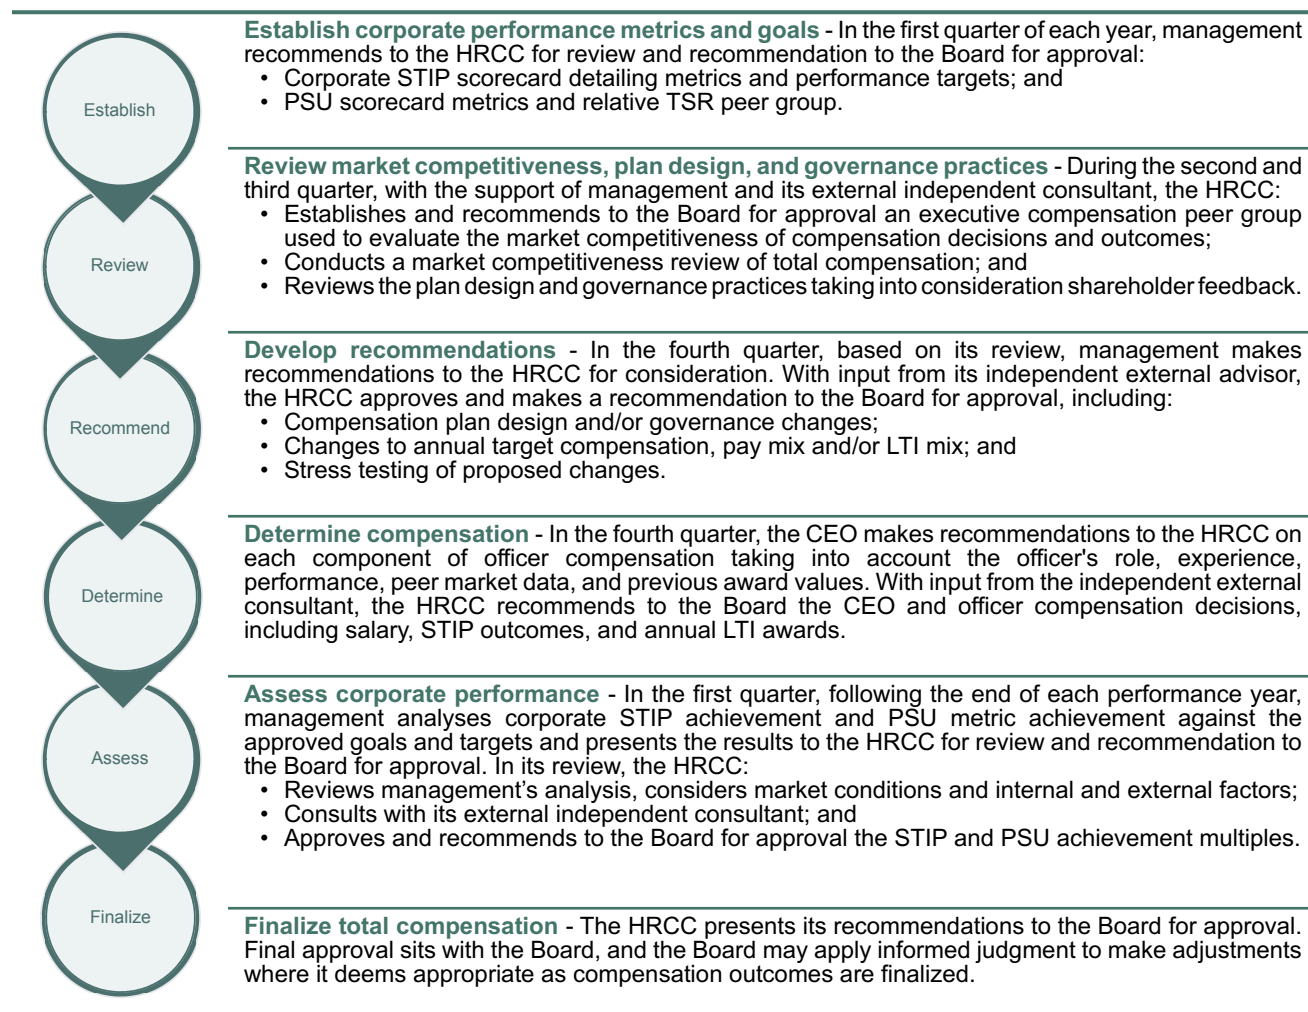 Establish
Establish corporate performance metrics and goals - In the first quarter of each year, management
recommends to the HRCC for review and recommendation to the Board for approval:
• Corporate STIP scorecard detailing metrics and performance targets; and
• PSU scorecard metrics and relative TSR peer group.
Review
Review market competitiveness, plan design, and governance practices - During the second and
third quarter, with the support of management and its external independent consultant, the HRCC:
• Establishes and recommends to the Board for approval an executive compensation peer group
used to evaluate the market competitiveness of compensation decisions and outcomes;
• Conducts a market competitiveness review of total compensation; and
• Reviews the plan design and governance practices taking into consideration shareholder feedback.
Recommend
Develop recommendations - In the fourth quarter, based on its review, management makes
recommendations to the HRCC for consideration. With input from its independent external advisor,
the HRCC approves and makes a recommendation to the Board for approval, including:
• Compensation plan design and/or governance changes;
• Changes to annual target compensation, pay mix and/or LTI mix; and
• Stress testing of proposed changes.
Determine
Determine compensation - In the fourth quarter, the CEO makes recommendations to the HRCC on
each component of officer compensation taking into account the officer's role, experience,
performance, peer market data, and previous award values. With input from the independent external
consultant, the HRCC recommends to the Board the CEO and officer compensation decisions,
including salary, STIP outcomes, and annual LTI awards.
Assess
Assess corporate performance - In the first quarter, following the end of each performance year,
management analyses corporate STIP achievement and PSU metric achievement against the
approved goals and targets and presents the results to the HRCC for review and recommendation to
the Board for approval. In its review, the HRCC:
• Reviews management’s analysis, considers market conditions and internal and external factors;
• Consults with its external independent consultant; and
• Approves and recommends to the Board for approval the STIP and PSU achievement multiples.
Finalize
Finalize total compensation - The HRCC presents its recommendations to the Board for approval.
Final approval sits with the Board, and the Board may apply informed judgment to make adjustments
where it deems appropriate as compensation outcomes are finalized.